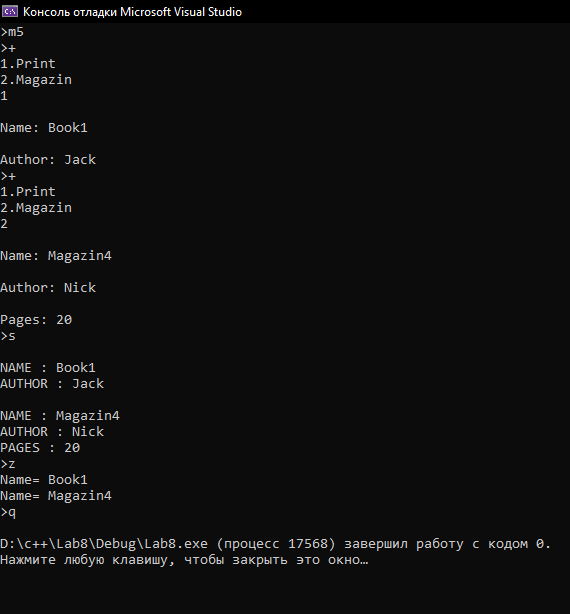 Консоль отладки Microsoft Visual Studio
>m5
>+
1.Print
2.Magazin
1
Name: Book1
Author: Jack
>+
1.Print
2.Magazin
2
Name: Magazin4
Author: Nick
Pages: 20
>s
NAME : Book1
AUTHOR : Jack
NAME : Magazin4
AUTHOR : Nick
PAGES : 20
>z
Name= Book1
Name= Magazin4
>q
D:\c++\Lab8\Debug\Lab8.exe (процесс 17568) завершил работу с кодом 0.
Нажмите любую клавишу, чтобы закрыть это окно…